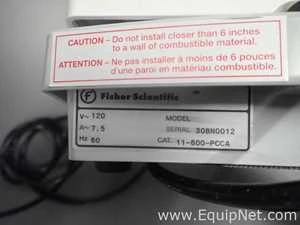 CAUTION - Do not install closer than 6 inches
to a wall of combustible material.
ATTENTION - Ne pas installer à moins de 6 pouces
d'une paroi en matériau combustible.
Fisher Scientific
V~ 120 MODEL
A~ 7.5 SERIAL 308N0012
Hz 60 CAT. 11-600-PCCA
www.EquipNet.com